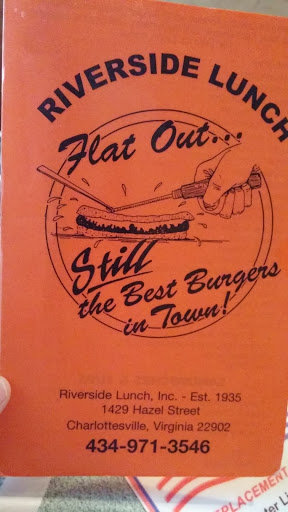 RIVERSIDE LUNCH
Flat Out...
Still
the Best Burgers
in Town!
Riverside Lunch, Inc. - Est. 1935
1429 Hazel Street
Charlottesville, Virginia 22902
434-971-3546